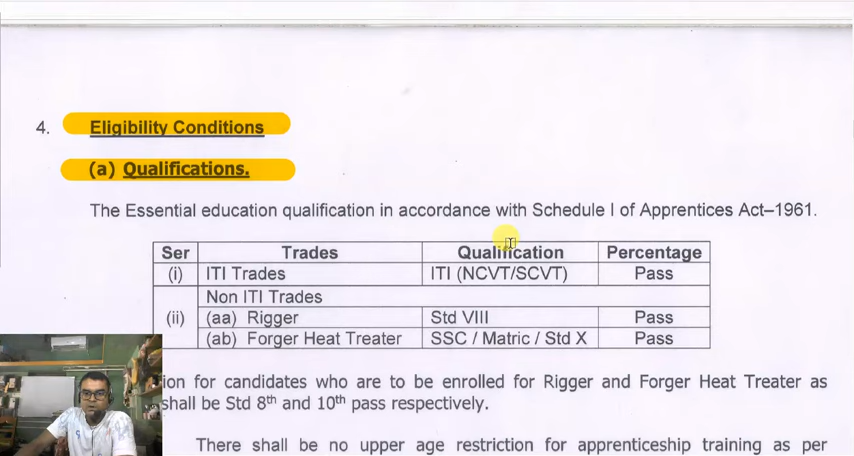 4. Eligibility Conditions
(a) Qualifications.
The Essential education qualification in accordance with Schedule I of Apprentices Act–1961.
Ser Trades Qualification Percentage
(i) ITI Trades ITI (NCVT/SCVT) Pass
(ii) Non ITI Trades
(aa) Rigger Std VIII Pass
(ab) Forger Heat Treater SSC / Matric / Std X Pass
for candidates who are to be enrolled for Rigger and Forger Heat Treater as
shall be Std 8th and 10th pass respectively.
There shall be no upper age restriction for apprenticeship training as per